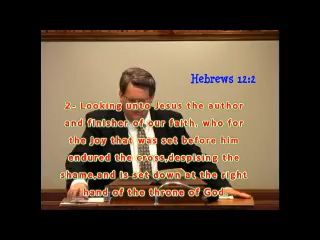 Hebrews 12:2
2. Looking unto Jesus the author
and finisher of our faith, who for
the joy that was set before him
endured the cross,despising the
shame,and is set down at the right
hand of the throne of God.